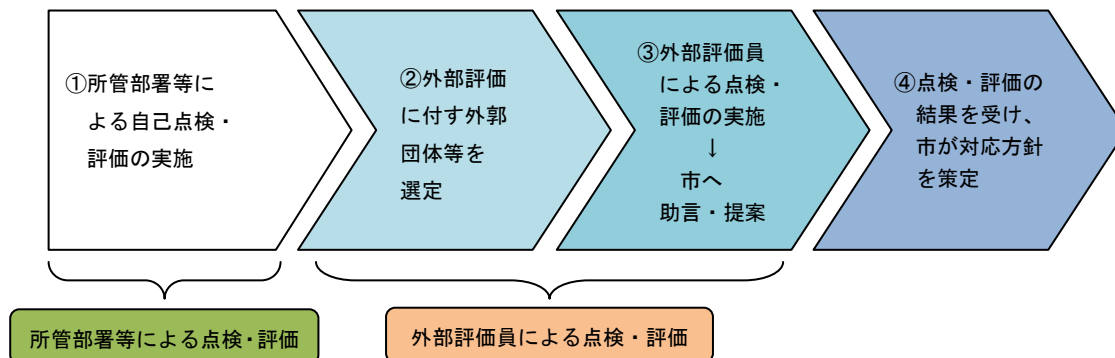 ①所管部署等に
よる自己点検・
評価の実施
②外部評価
に付す外郭
団体等を
選定
③外部評価員
による点検・
評価の実施
↓
市へ
助言・提案
④点検・評価の
結果を受け、
市が対応方針
を策定
所管部署等による点検・評価
外部評価員による点検・評価